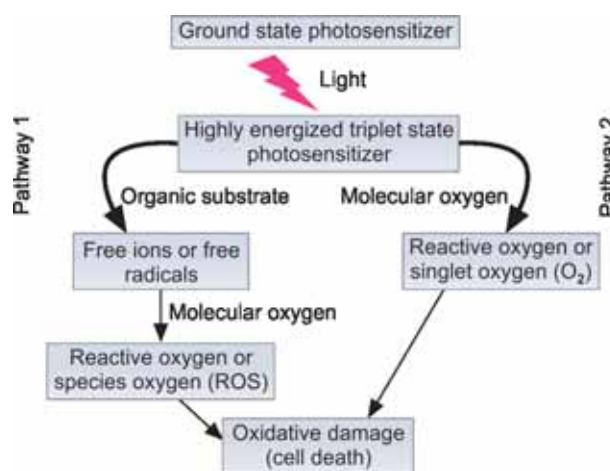 Ground state photosensitizer
Light
Highly energized triplet state
photosensitizer
Pathway 1
Pathway 2
Organic substrate
Molecular oxygen
Free ions or free
radicals
Reactive oxygen or
singlet oxygen (O₂)
Molecular oxygen
Reactive oxygen or
species oxygen (ROS)
Oxidative damage
(cell death)